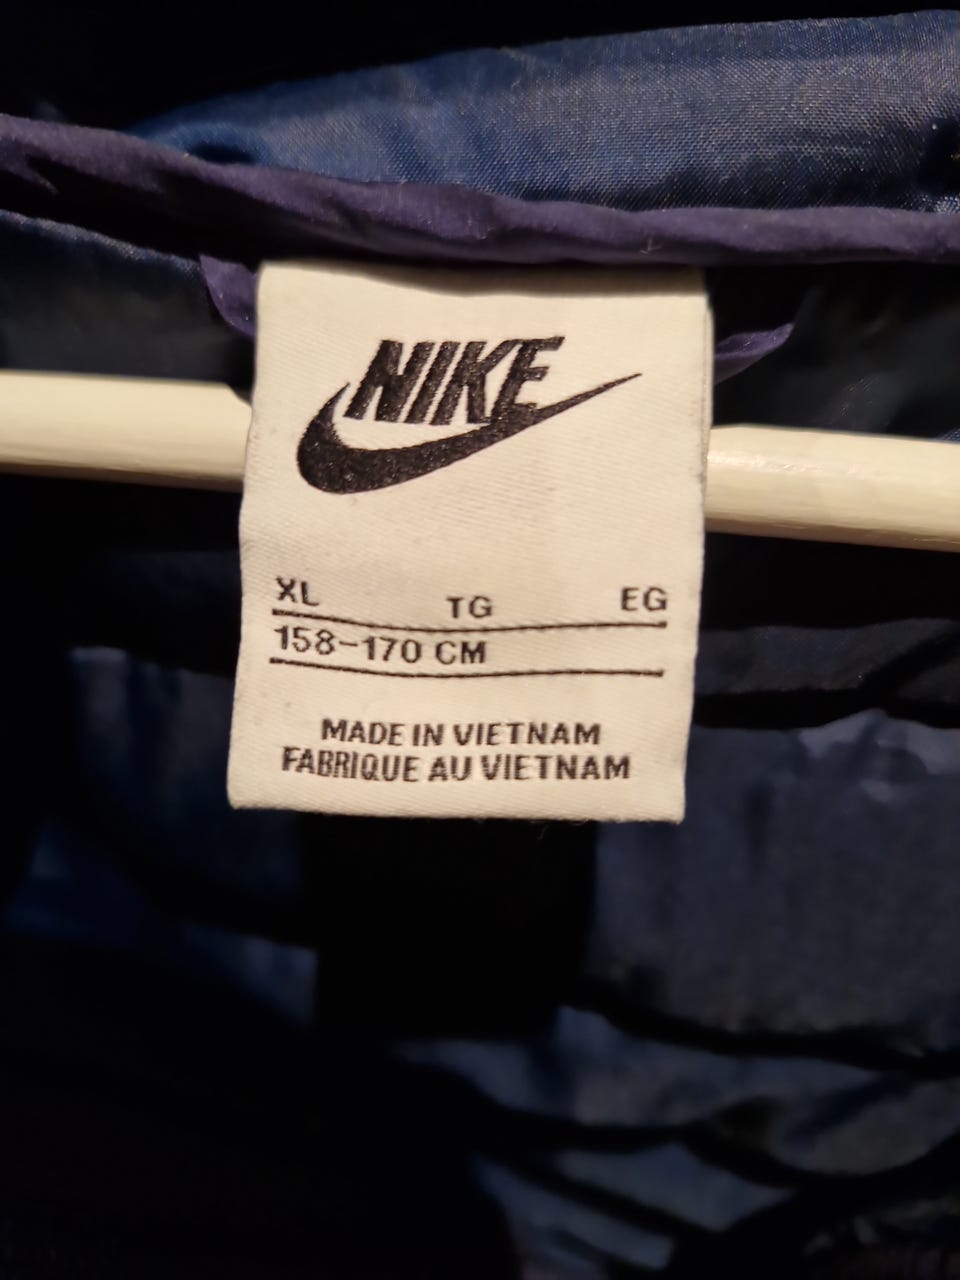 NIKE
XL TG EG
158-170 CM
MADE IN VIETNAM
FABRIQUE AU VIETNAM